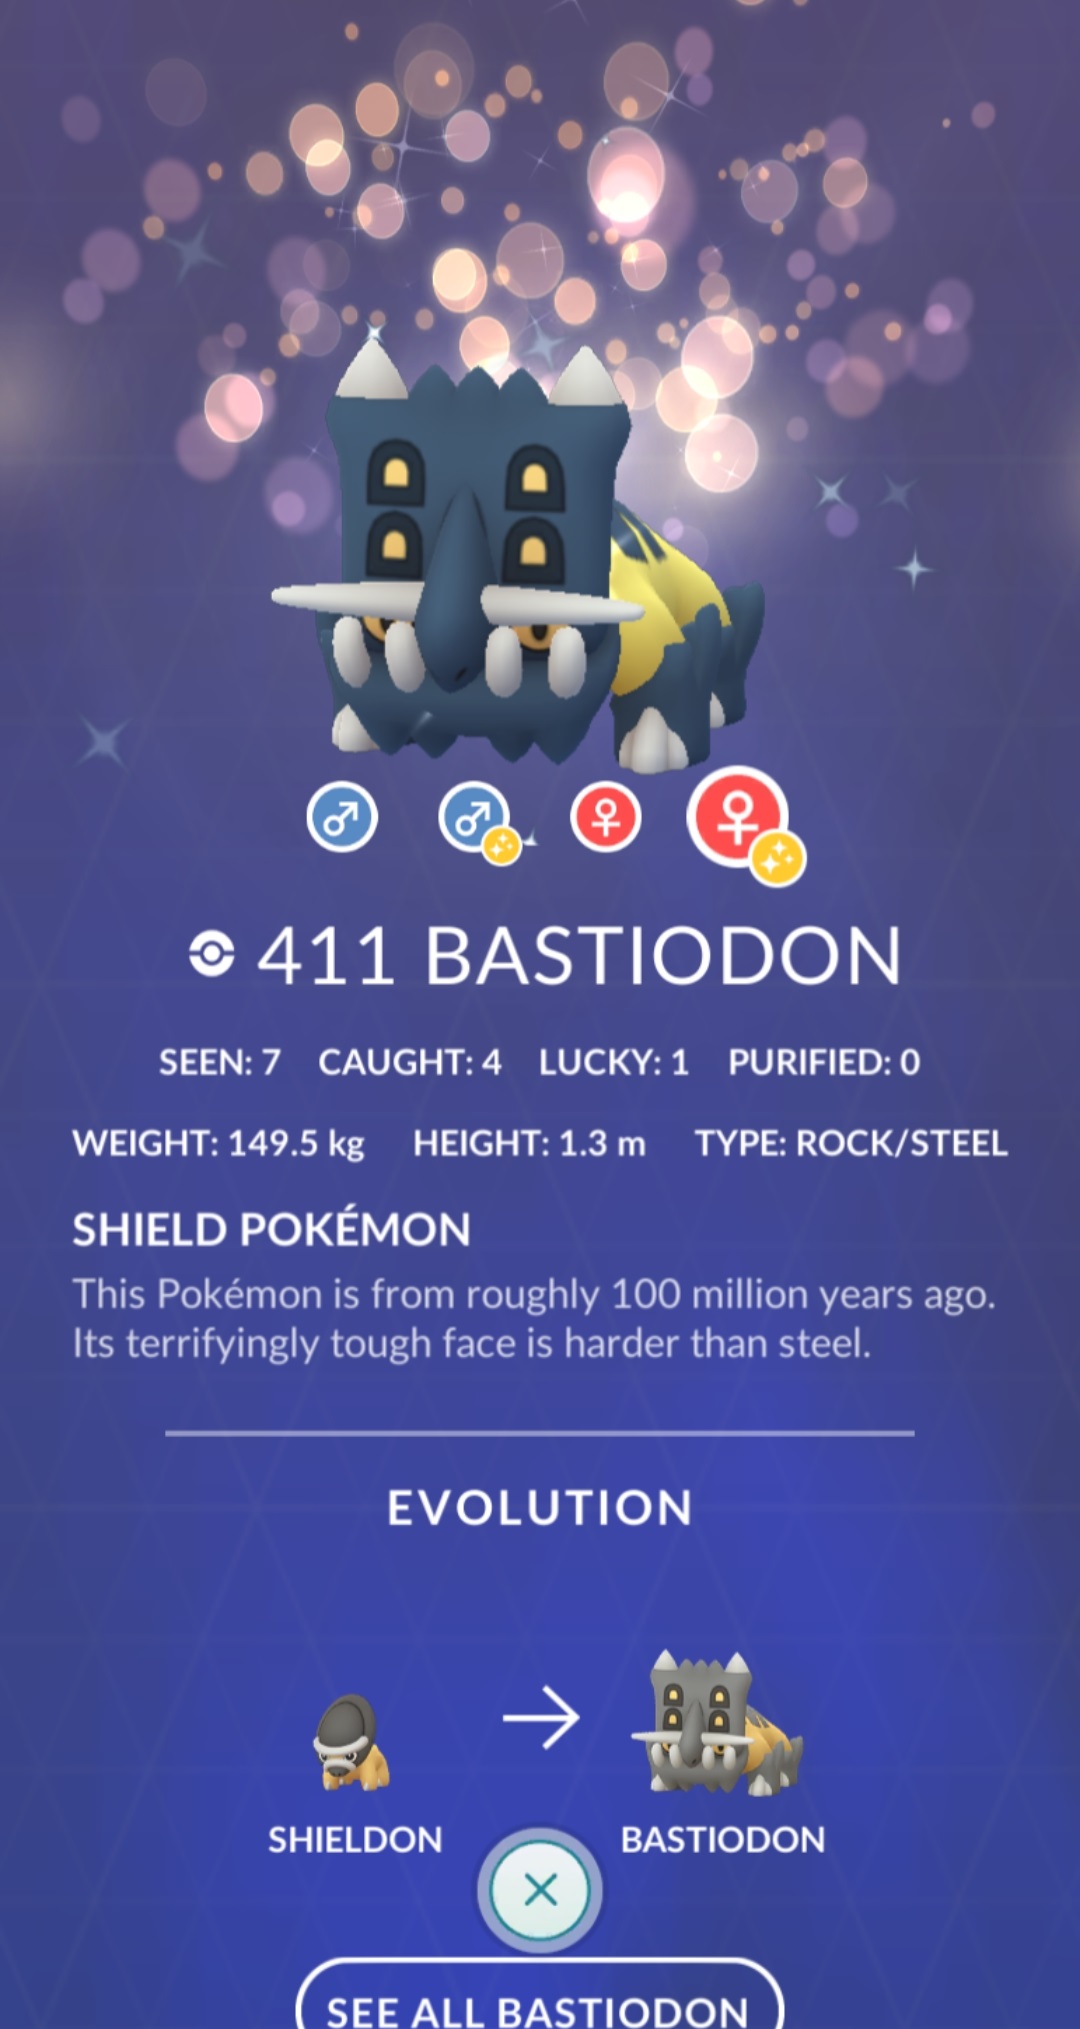 411 BASTIODON
SEEN: 7 CAUGHT: 4 LUCKY: 1 PURIFIED: 0
WEIGHT: 149.5 kg HEIGHT: 1.3 m TYPE: ROCK/STEEL
SHIELD POKÉMON
This Pokémon is from roughly 100 million years ago.
Its terrifyingly tough face is harder than steel.
EVOLUTION
SHIELDON BASTIODON
SEE ALL BASTIODON